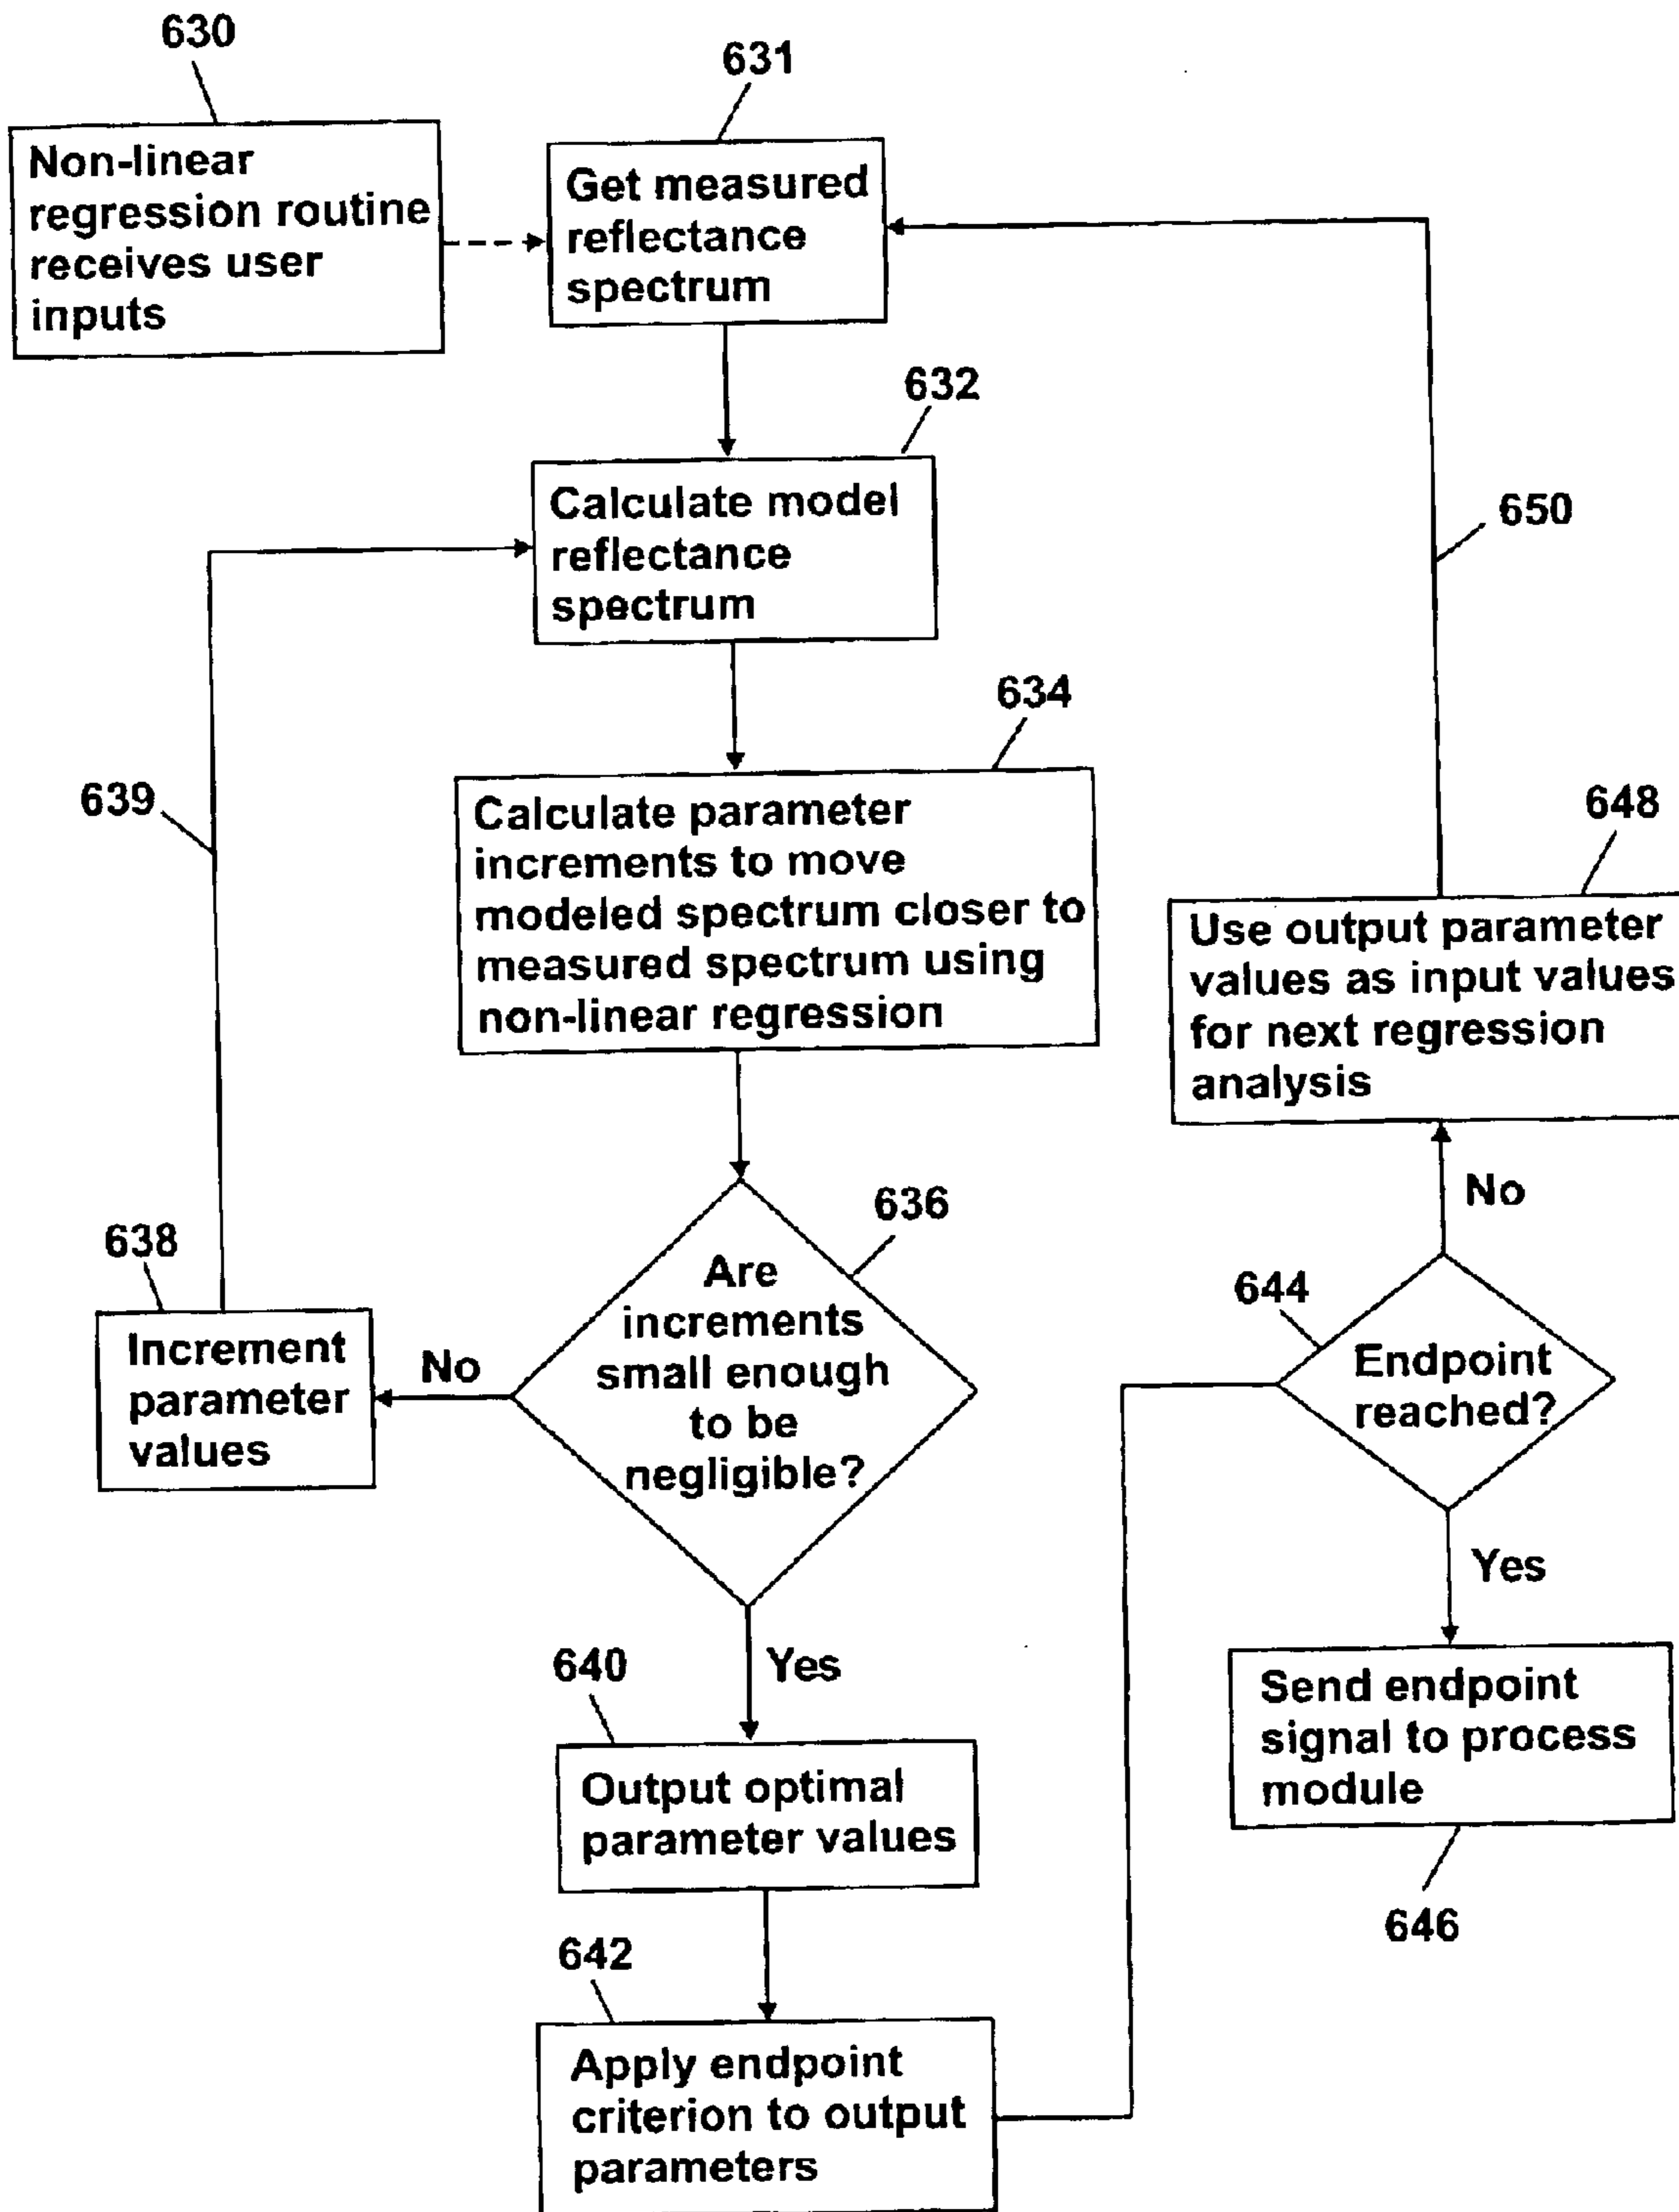 630
Non-linear
regression routine
receives user
inputs
631
Get measured
reflectance
spectrum
632
Calculate model
reflectance
spectrum
634
Calculate parameter
increments to move
modeled spectrum closer to
measured spectrum using
non-linear regression
636
Are
increments
small enough
to be
negligible?
No
638
Increment
parameter
values
639
Yes
640
Output optimal
parameter values
642
Apply endpoint
criterion to output
parameters
644
Endpoint
reached?
No
648
Use output parameter
values as input values
for next regression
analysis
650
Yes
Send endpoint
signal to process
module
646